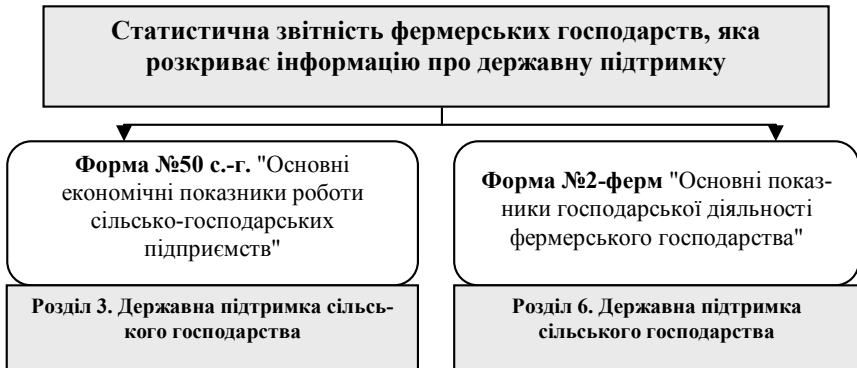 Статистична звітність фермерських господарств, яка
розкриває інформацію про державну підтримку
Форма №50 с.-г. "Основні
економічні показники роботи
сільсько-господарських
підприємств"
Розділ 3. Державна підтримка сільсь-
кого господарства
Форма №2-ферм "Основні показ-
ники господарської діяльності
фермерського господарства"
Розділ 6. Державна підтримка
сільського господарства